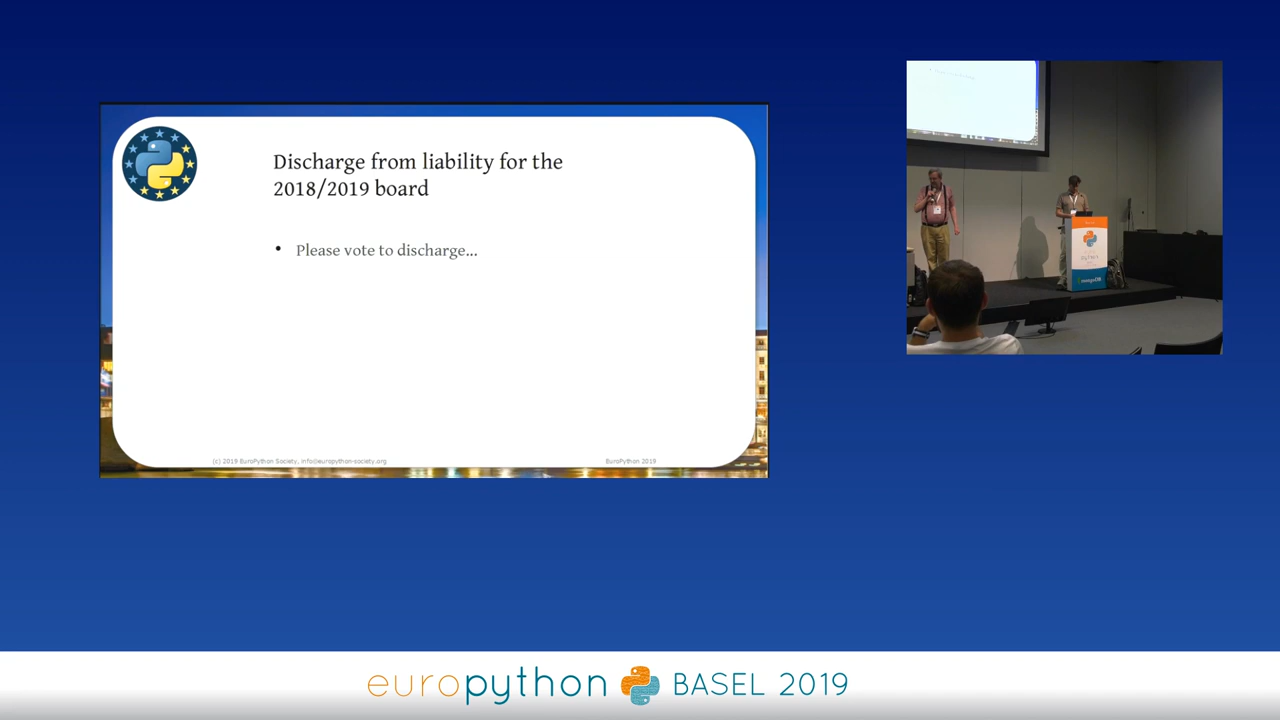 Discharge from liability for the
2018/2019 board
• Please vote to discharge...
(c) 2019 EuroPython Society, info@europython-society.org
EuroPython 2019
mongoDB
europython BASEL 2019